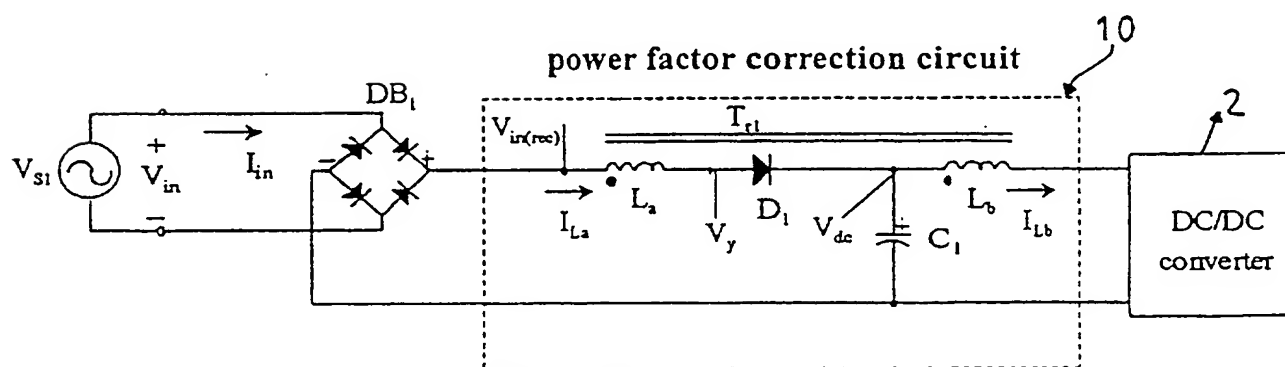 10
power factor correction circuit
2
DB1
Vin(rec)
Tr1
VS1
+
Vin
−
Iin
−
+
ILa
La
Vy
D1
Vdc
+
C1
Lb
ILb
DC/DC
converter